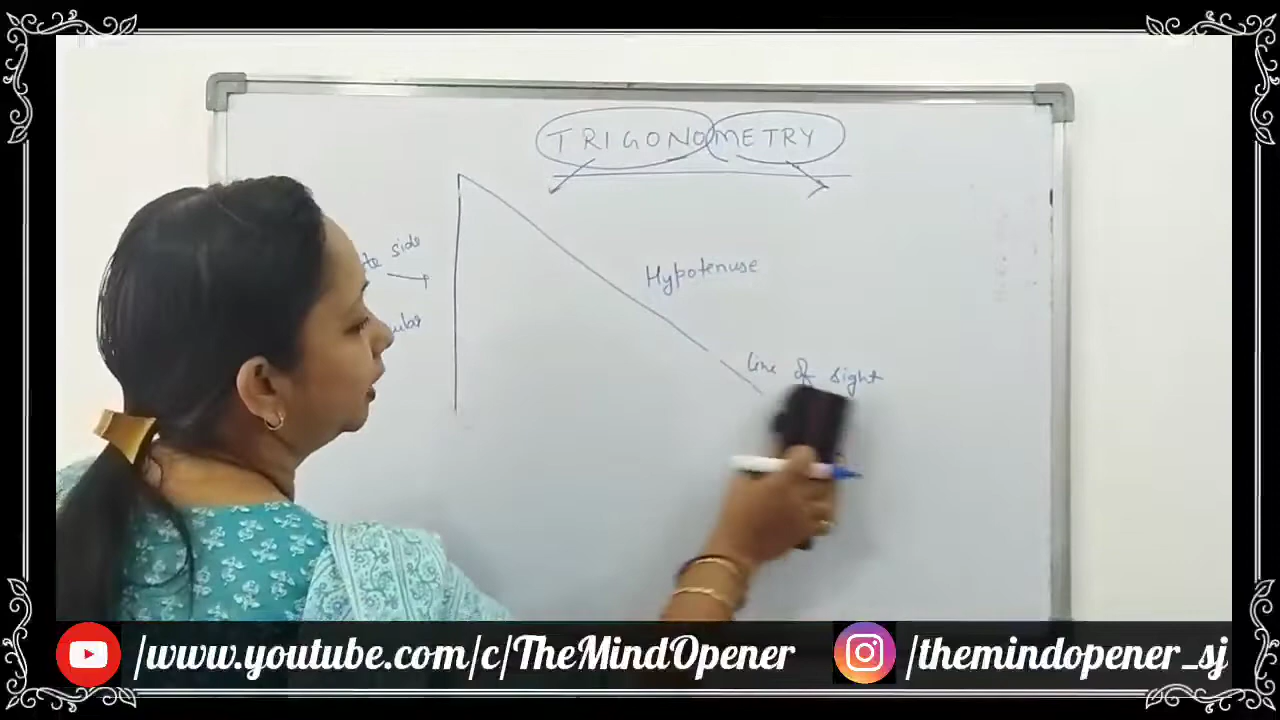 TRIGONOMETRY
side
Hypotenuse
line of sight
/www.youtube.com/c/TheMindOpener
/themindopener_sj